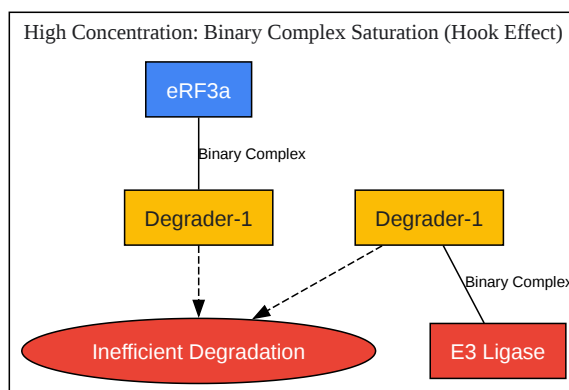 High Concentration: Binary Complex Saturation (Hook Effect)
eRF3a
Binary Complex
Degrader-1
Degrader-1
Binary Complex
Inefficient Degradation
E3 Ligase